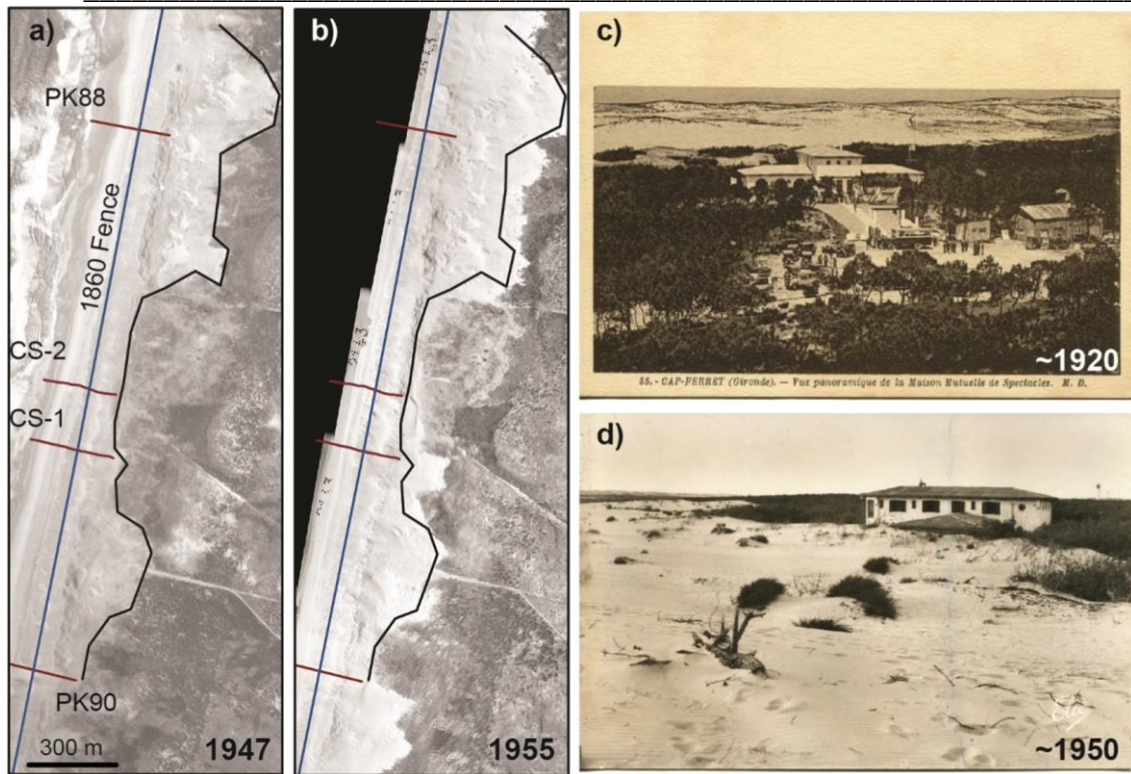 a)
PK88
1860 Fence
CS-2
CS-1
PK90
300 m
1947
b)
1955
c)
~1920
CAP-FERRET (Gironde). — Vue panoramique de la Maison Mutuelle de Spectacles. M. D.
d)
~1950